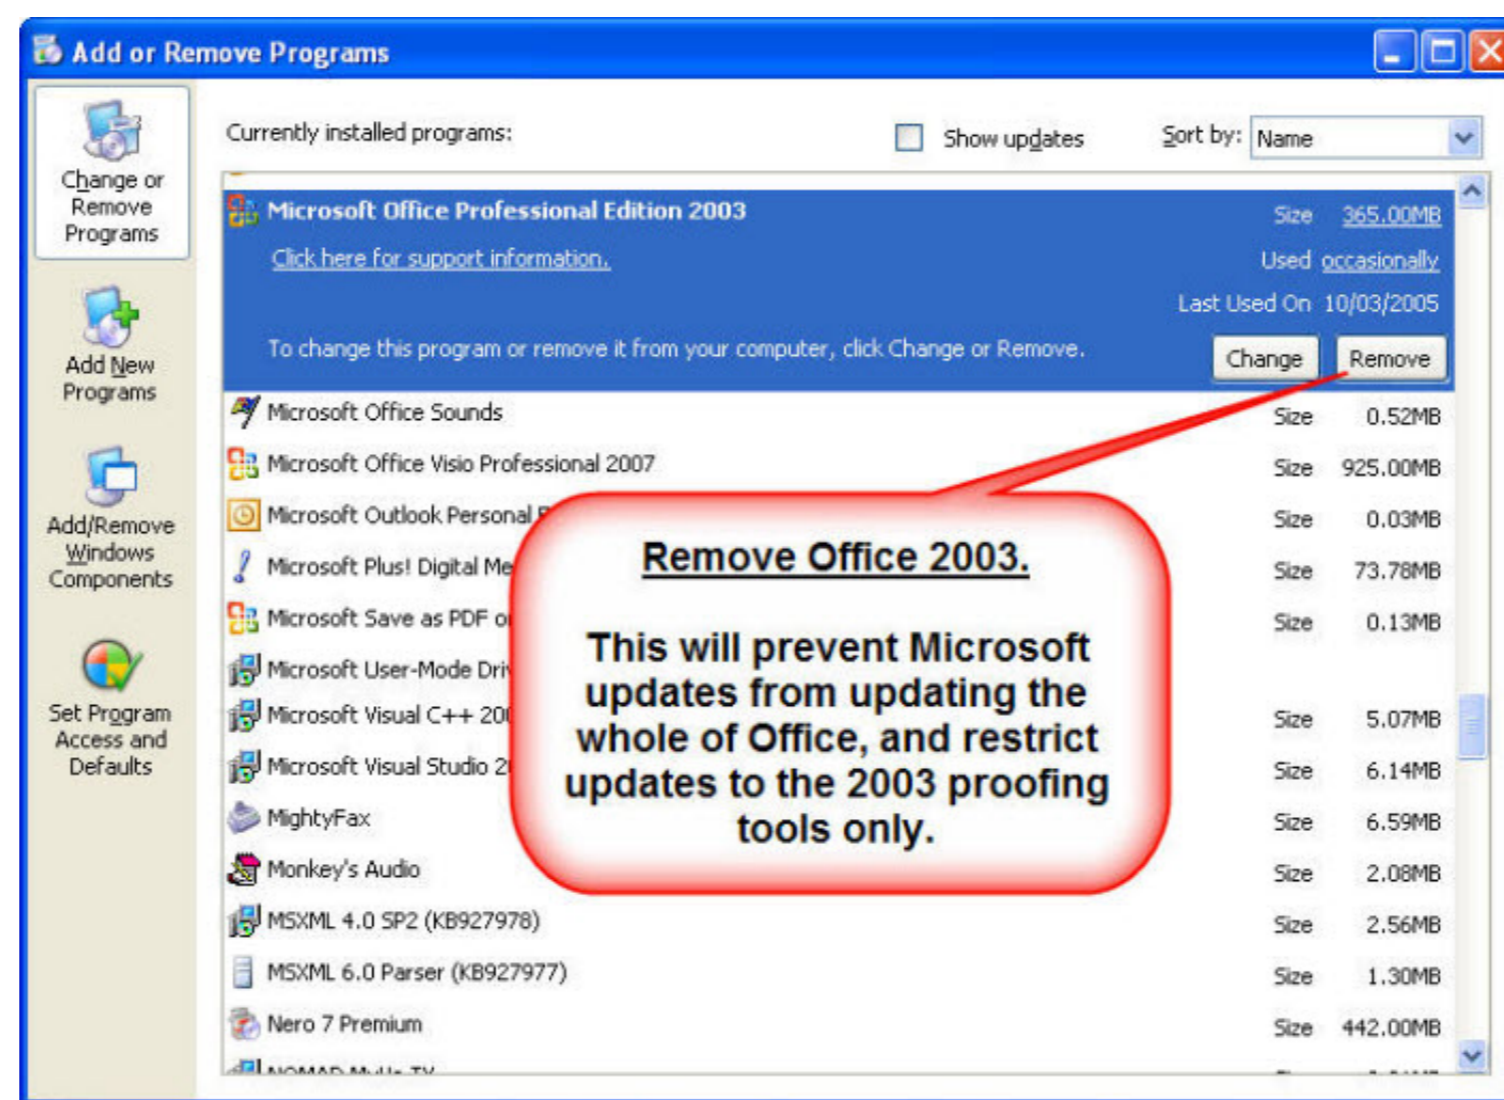 Add or Remove Programs
Change or
Remove
Programs
Add New
Programs
Add/Remove
Windows
Components
Set Program
Access and
Defaults
Currently installed programs:
Show updates
Sort by: Name
Microsoft Office Professional Edition 2003 Size 365.00MB
Click here for support information. Used occasionally
Last Used On 10/03/2005
To change this program or remove it from your computer, click Change or Remove. Change Remove
Microsoft Office Sounds Size 0.52MB
Microsoft Office Visio Professional 2007 Size 925.00MB
Microsoft Outlook Personal Size 0.03MB
Microsoft Plus! Digital Size 73.78MB
Microsoft Save as PDF Size 0.13MB
Microsoft User-Mode
Microsoft Visual C++ Size 5.07MB
Microsoft Visual Studio Size 6.14MB
MightyFax Size 6.59MB
Monkey's Audio Size 2.08MB
MSXML 4.0 SP2 (KB927978) Size 2.56MB
MSXML 6.0 Parser (KB927977) Size 1.30MB
Nero 7 Premium Size 442.00MB
Remove Office 2003.
This will prevent Microsoft
updates from updating the
whole of Office, and restrict
updates to the 2003 proofing
tools only.